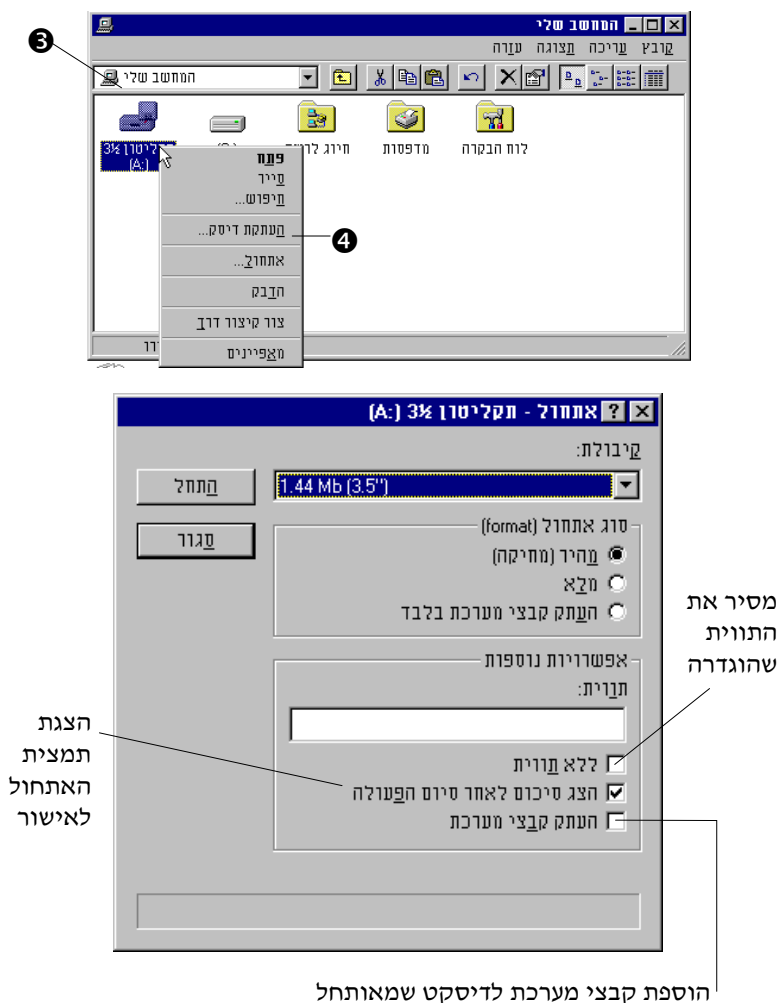 המחשב שלי
קובץ עריכה תצוגה עזרה
❸
המחשב שלי
תקליטון 3½ (A:)
(C:)
חיוג לרשת
מדפסות
לוח הבקרה
פתח
סייר
חיפוש...
העתקת דיסק...
❹
אתחול...
הדבק
צור קיצור דרך
מאפיינים
אתחול - תקליטון 3½ (A:)
קיבולת:
1.44 Mb (3.5")
התחל
סגור
סוג אתחול (format)
מהיר (מחיקה)
מלא
העתק קבצי מערכת בלבד
מסיר את
התווית
שהוגדרה
אפשרויות נוספות
תווית:
ללא תווית
הצג סיכום לאחר סיום הפעולה
העתק קבצי מערכת
הצגת
תמצית
האתחול
לאישור
הוספת קבצי מערכת לדיסקט שמאותחל